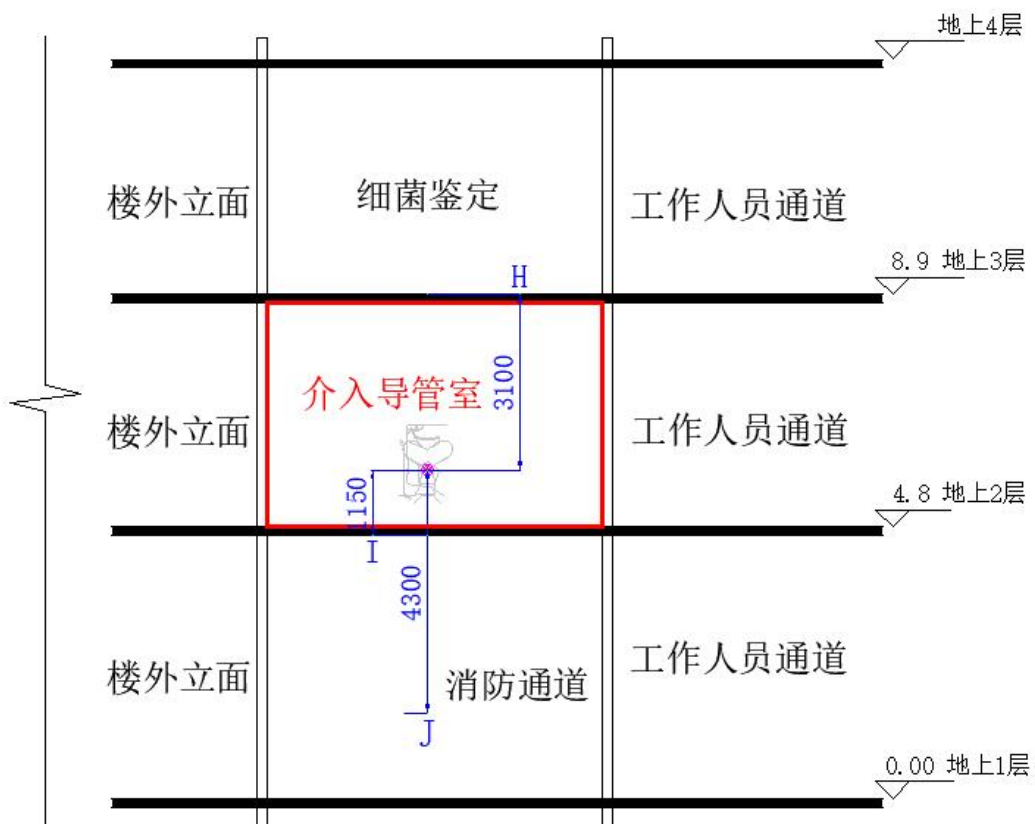 地上4层
楼外立面
细菌鉴定
工作人员通道
8.9 地上3层
H
介入导管室
3100
楼外立面
工作人员通道
1150
4.8 地上2层
I
4300
楼外立面
消防通道
工作人员通道
J
0.00 地上1层